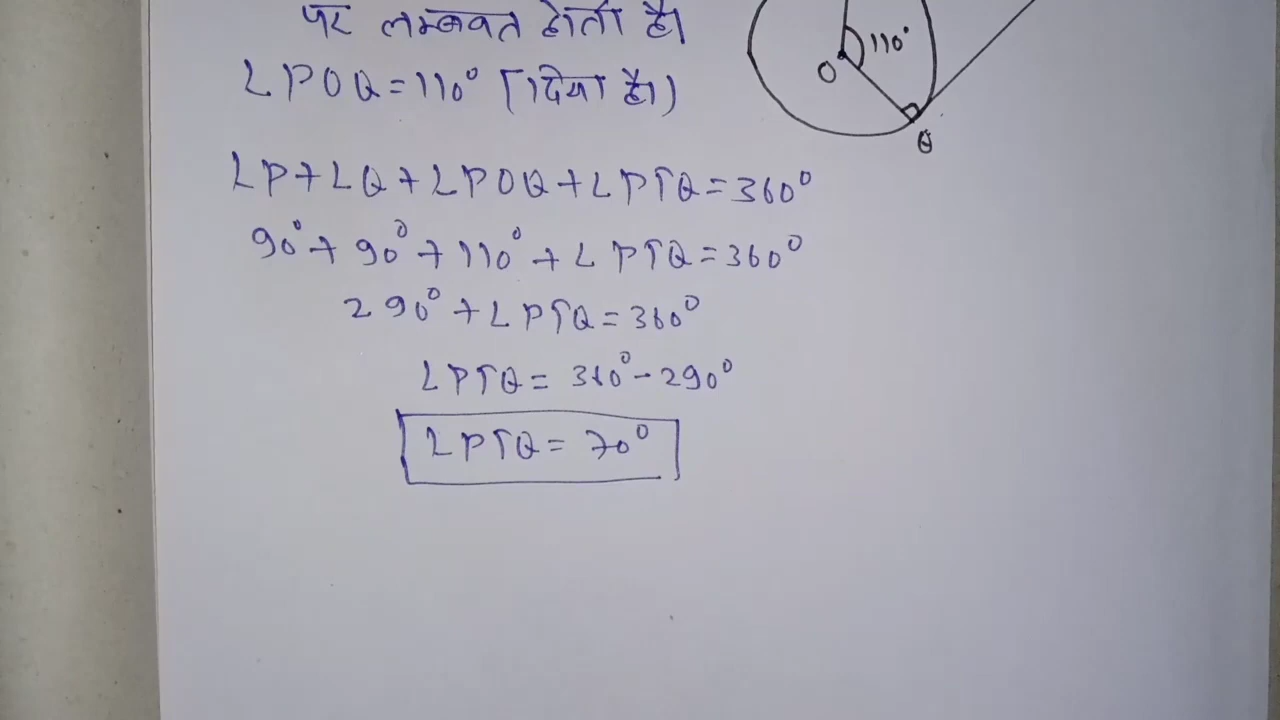 पर लम्बवत होता है।
∠POQ=110° (दिया है।)
110°
O
Q
∠P+∠Q+∠POQ+∠PTQ=360°
90°+90°+110°+∠PTQ=360°
290°+∠PTQ=360°
∠PTQ=360°-290°
∠PTQ=70°